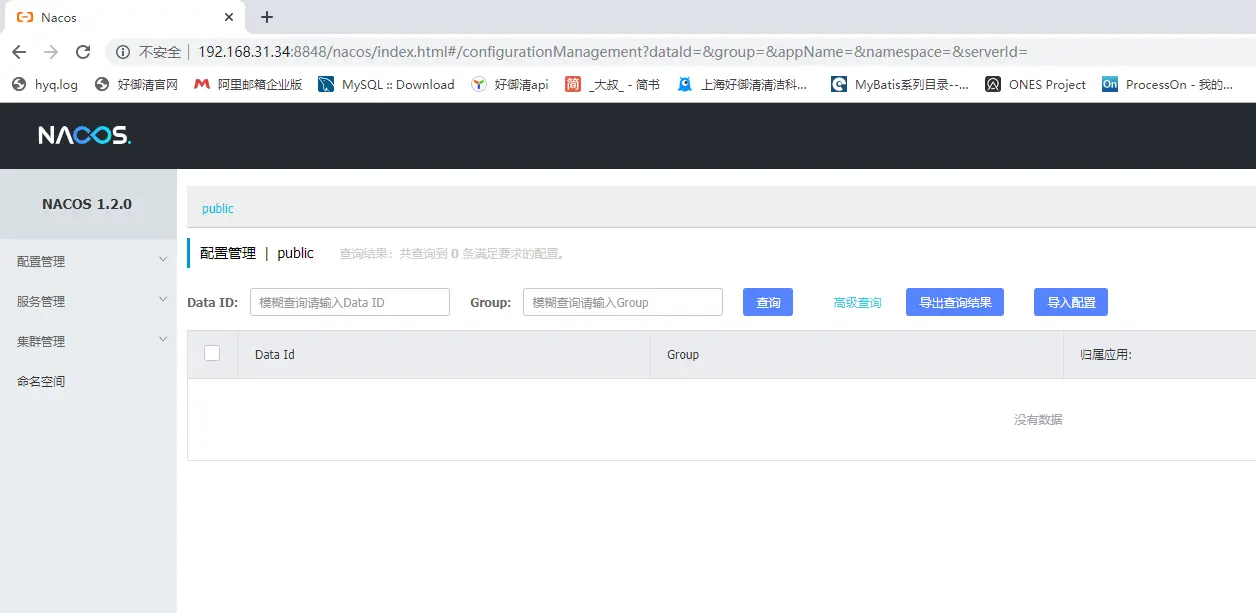 Nacos
不安全 | 192.168.31.34:8848/nacos/index.html#/configurationManagement?dataId=&group=&appName=&namespace=&serverId=
hyq.log 好御清官网 阿里邮箱企业版 MySQL :: Download 好御清api 简 _大叔_ - 简书 上海好御清清洁科... MyBatis系列目录--... ONES Project On ProcessOn - 我的...
NACOS.
NACOS 1.2.0
配置管理
服务管理
集群管理
命名空间
public
配置管理 | public 查询结果：共查询到 0 条满足要求的配置。
Data ID: 模糊查询请输入Data ID Group: 模糊查询请输入Group 查询 高级查询 导出查询结果 导入配置
Data Id Group 归属应用:
没有数据